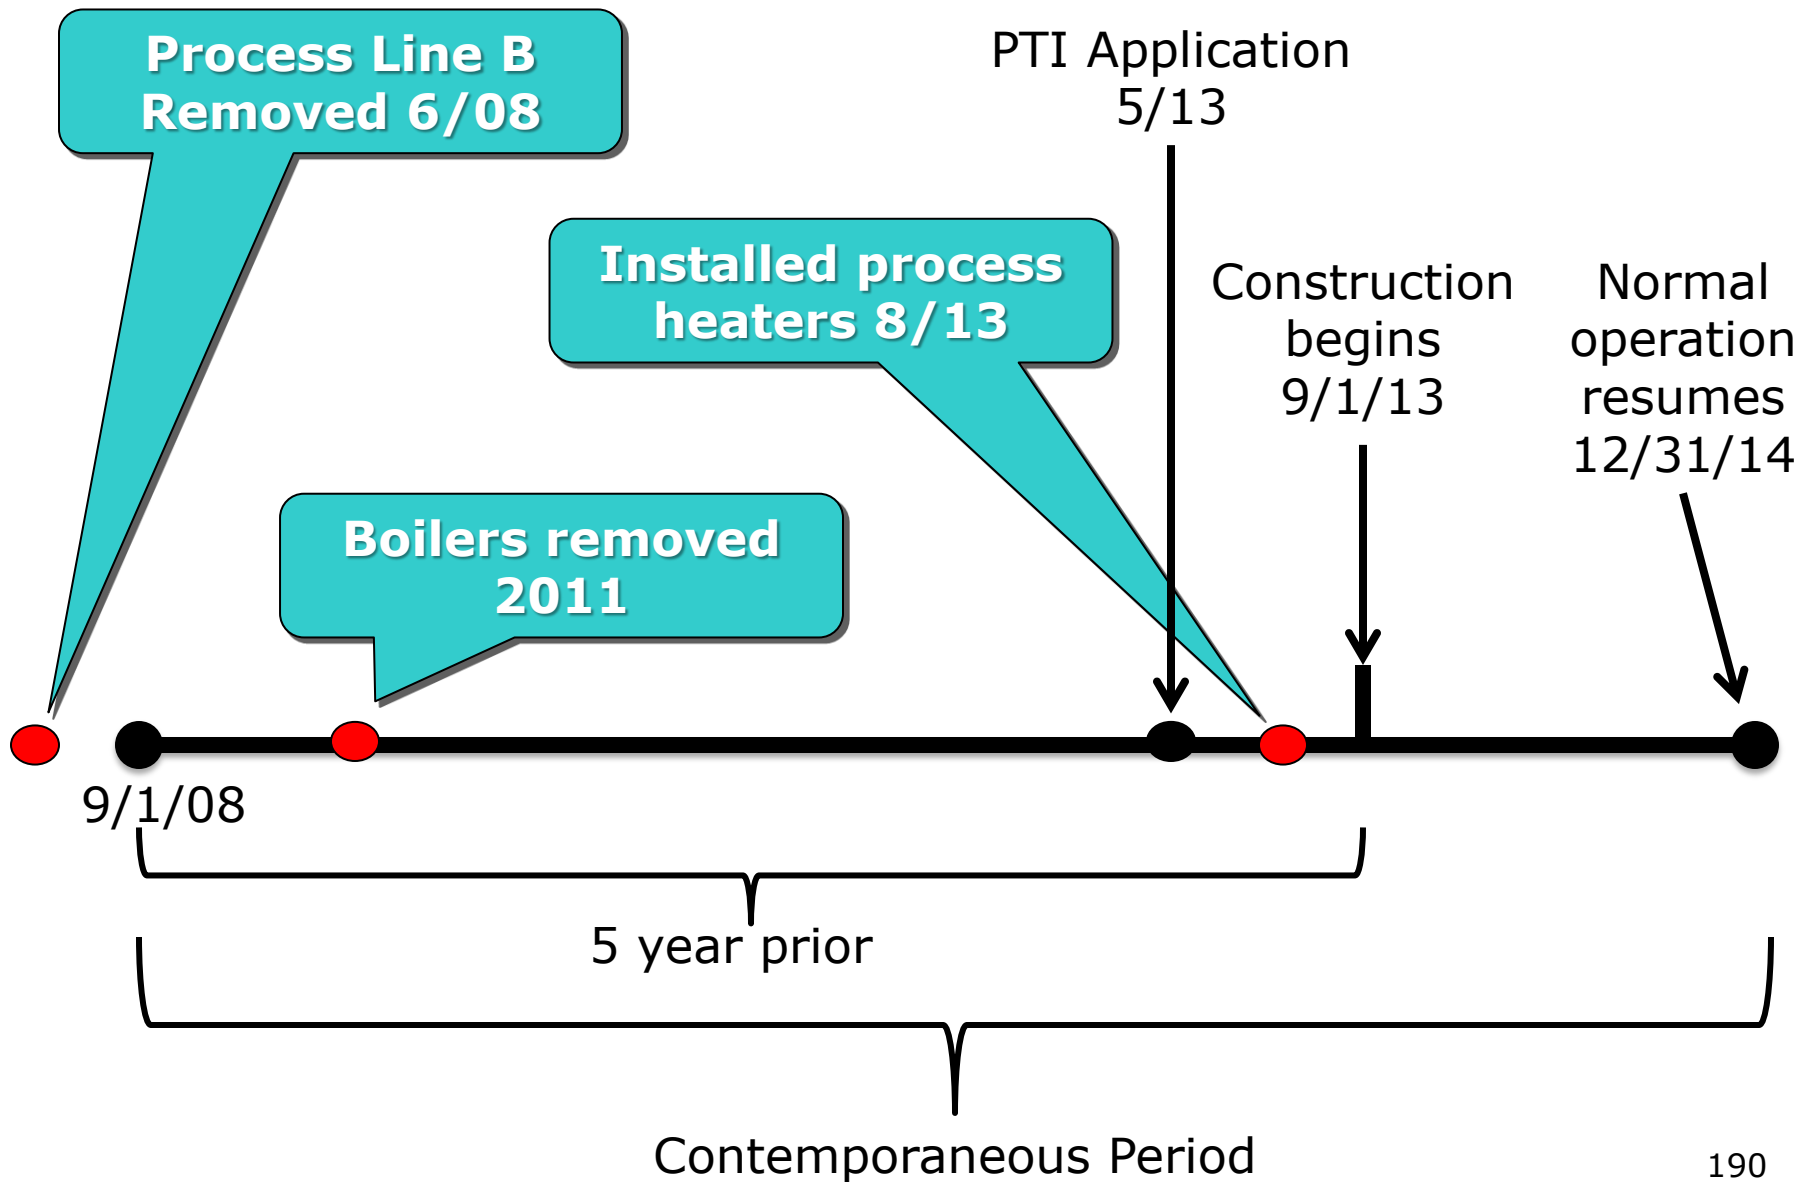 Process Line B
Removed 6/08
PTI Application
5/13
Installed process
heaters 8/13
Construction
begins
9/1/13
Normal
operation
resumes
12/31/14
Boilers removed
2011
9/1/08
5 year prior
Contemporaneous Period
190